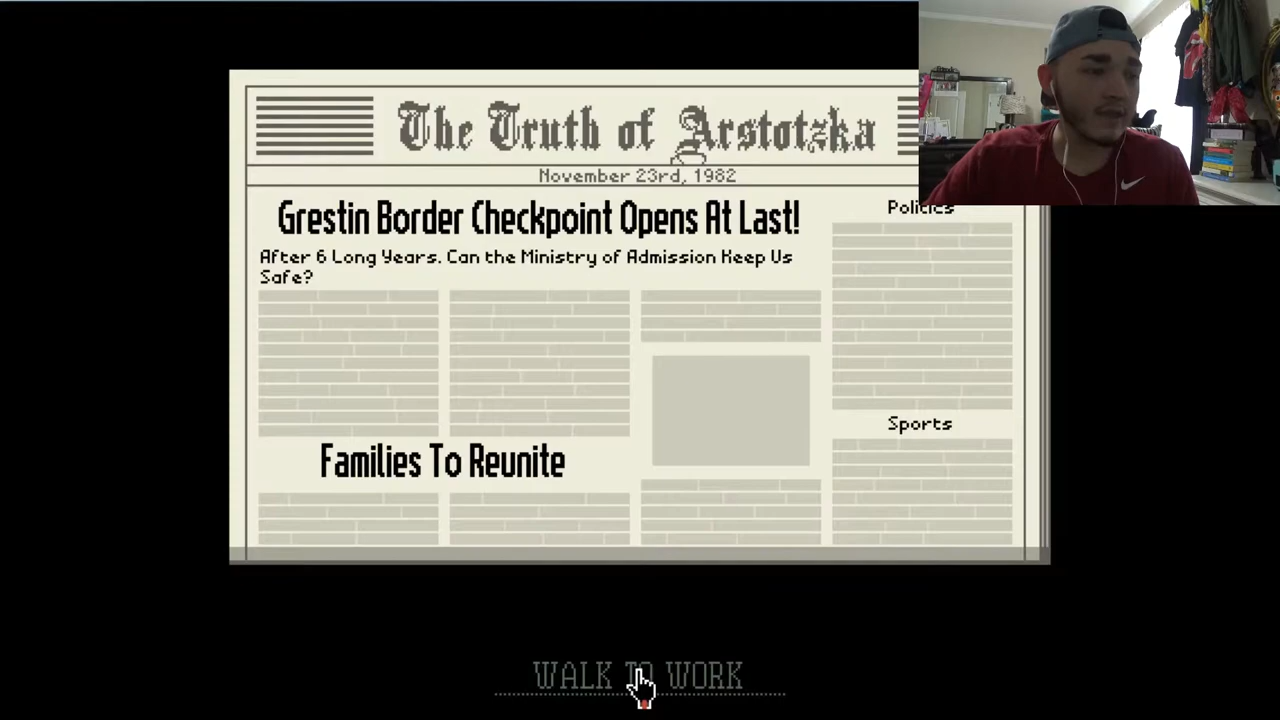 The Truth of Arstotzka
November 23rd, 1982
Grestin Border Checkpoint Opens At Last!
After 6 Long Years. Can the Ministry of Admission Keep Us
Safe?
Families To Reunite
Politics
Sports
WALK TO WORK